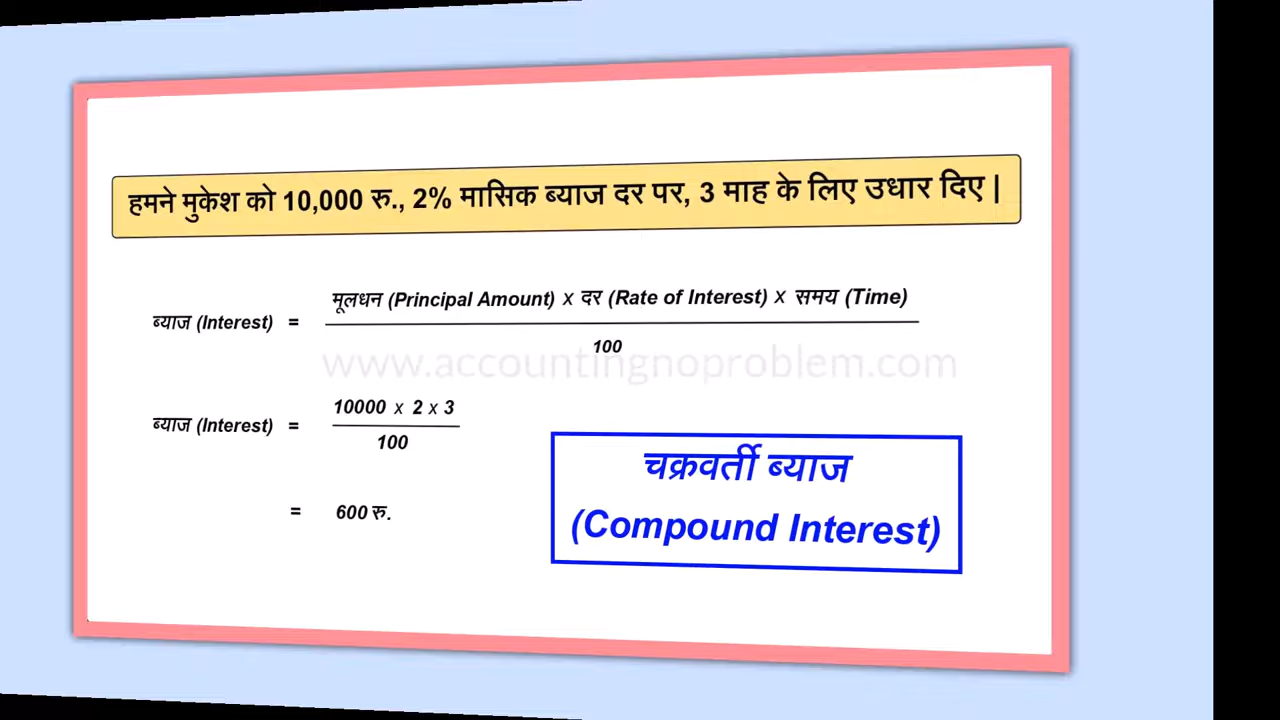 हमने मुकेश को 10,000 रु., 2% मासिक ब्याज दर पर, 3 माह के लिए उधार दिए |
ब्याज (Interest) = मूलधन (Principal Amount) x दर (Rate of Interest) x समय (Time)
100
www.accountingnoproblem.com
ब्याज (Interest) = 10000 x 2 x 3
100
= 600 रु.
चक्रवर्ती ब्याज
(Compound Interest)